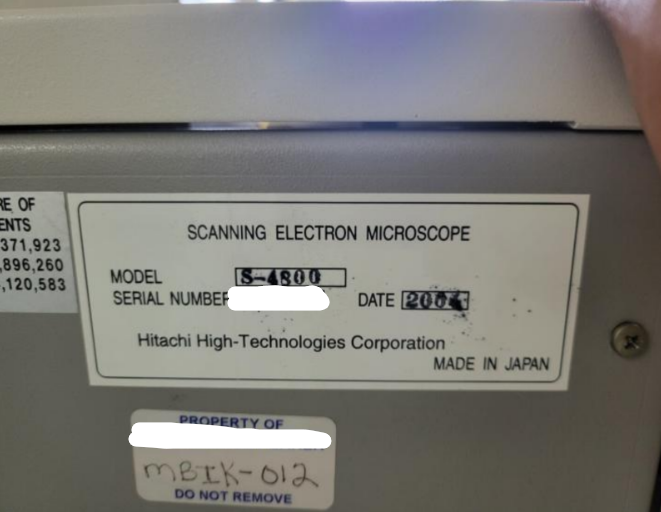 RE OF
ENTS
371,923
,896,260
,120,583
SCANNING ELECTRON MICROSCOPE
MODEL S-4800
SERIAL NUMBER
DATE 2004
Hitachi High-Technologies Corporation
MADE IN JAPAN
PROPERTY OF
MBIK-012
DO NOT REMOVE